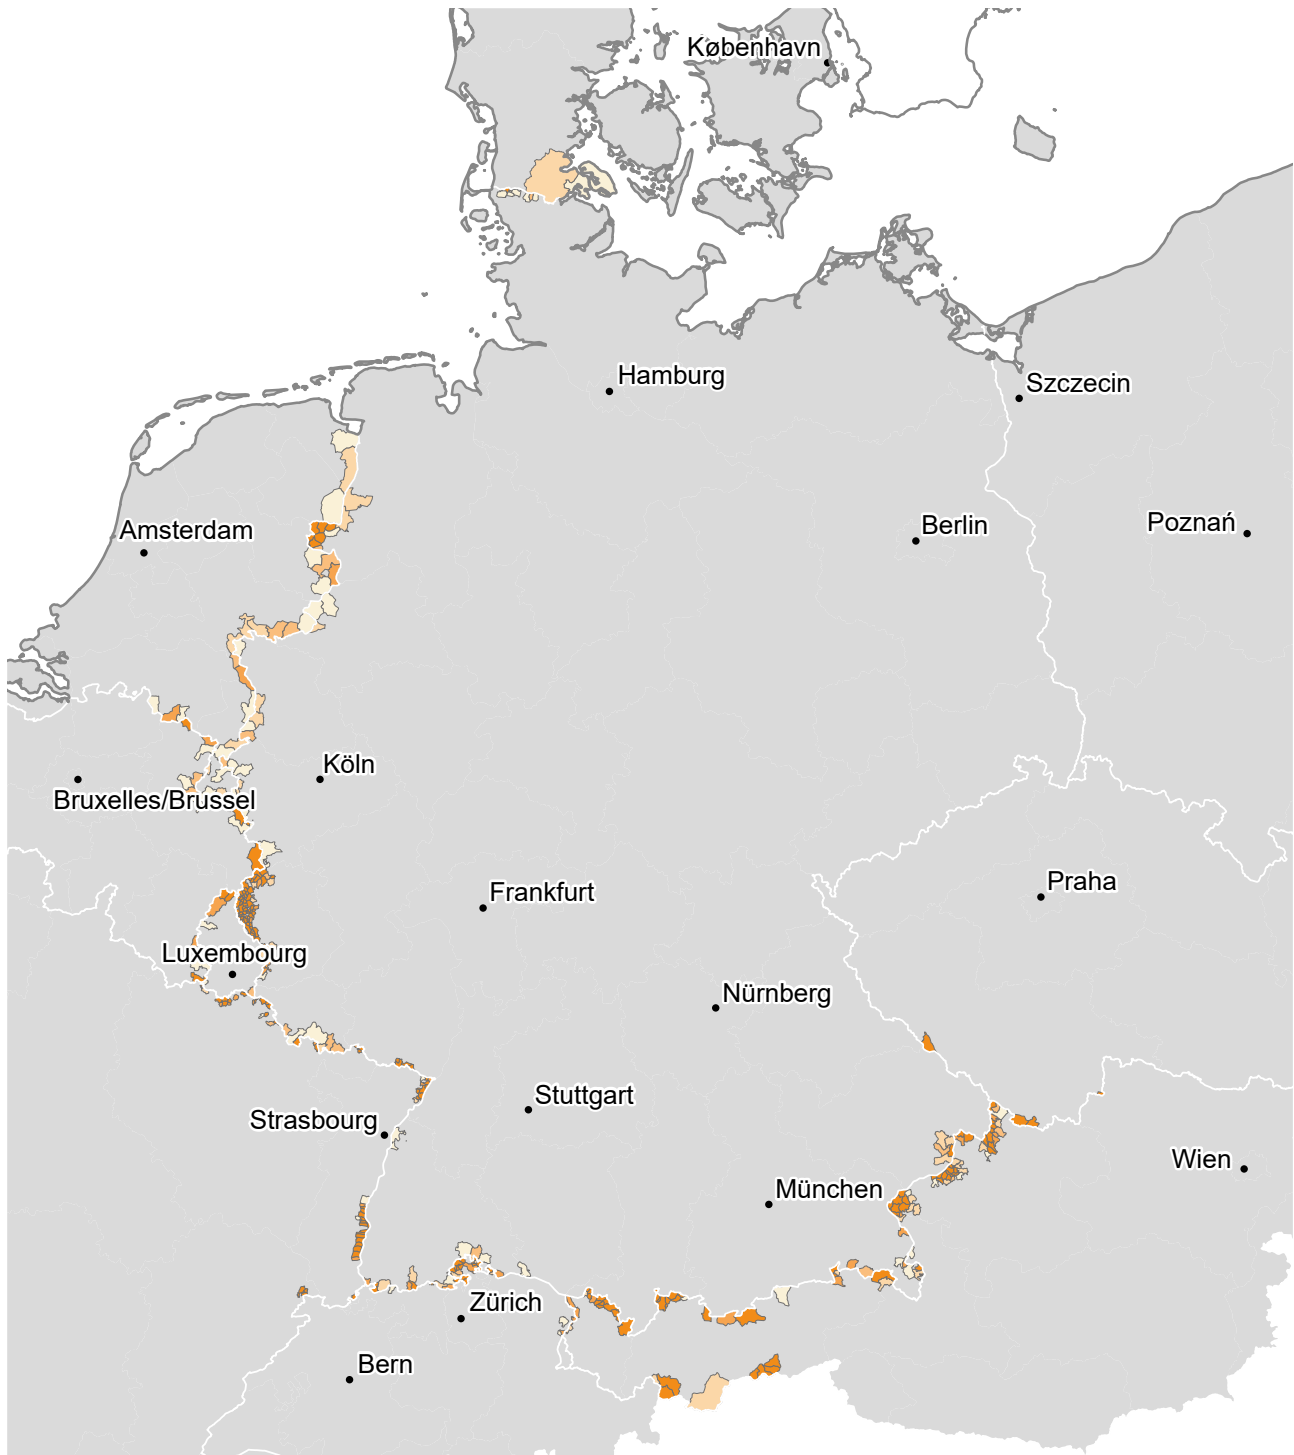 København
Hamburg
Szczecin
Amsterdam
Berlin
Poznań
Köln
Bruxelles/Brussel
Praha
Frankfurt
Luxembourg
Nürnberg
Stuttgart
Strasbourg
Wien
München
Zürich
Bern